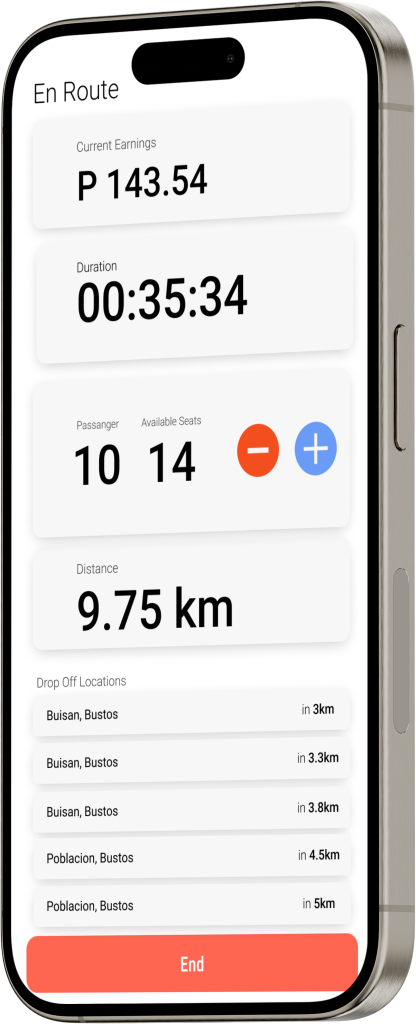 En Route
Current Earnings
P 143.54
Duration
00:35:34
Passanger Available Seats
10 14
Distance
9.75 km
Drop Off Locations
Buisan, Bustos in 3km
Buisan, Bustos in 3.3km
Buisan, Bustos in 3.8km
Poblacion, Bustos in 4.5km
Poblacion, Bustos in 5km
End